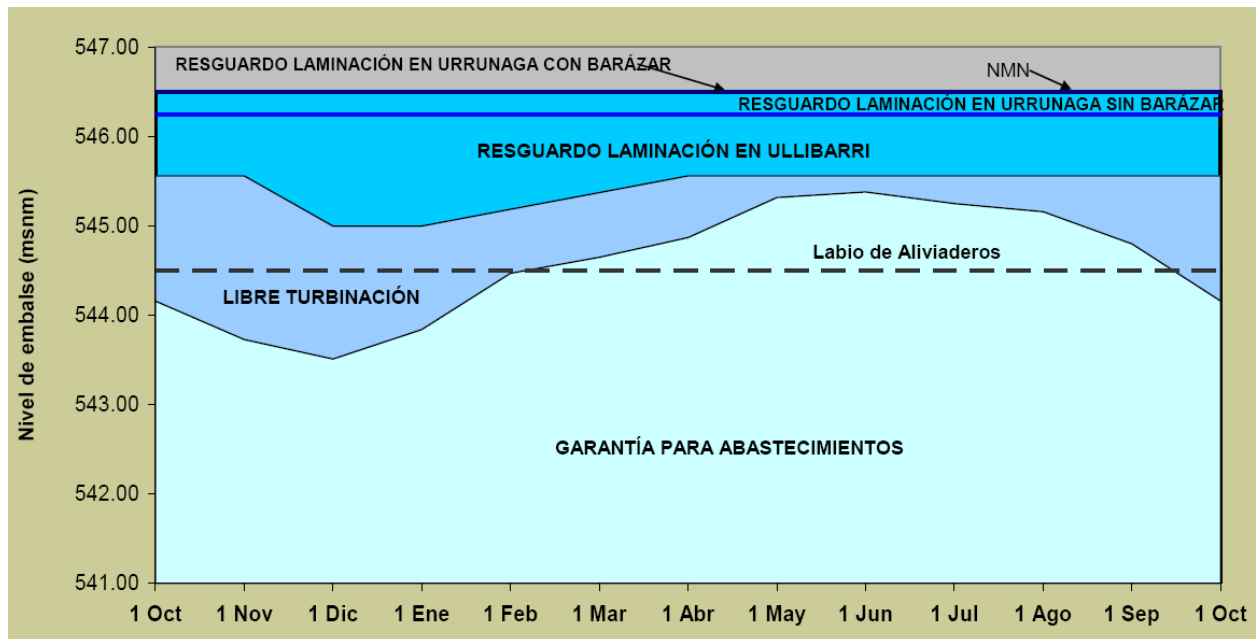 547.00
RESGUARDO LAMINACIÓN EN URRUNAGA CON BARÁZAR
NMN
RESGUARDO LAMINACIÓN EN URRUNAGA SIN BARÁZAR
546.00
RESGUARDO LAMINACIÓN EN ULLIBARRI
545.00
Labio de Aliviaderos
LIBRE TURBINACIÓN
544.00
543.00
GARANTÍA PARA ABASTECIMIENTOS
542.00
541.00
Nivel de embalse (msnm)
1 Oct 1 Nov 1 Dic 1 Ene 1 Feb 1 Mar 1 Abr 1 May 1 Jun 1 Jul 1 Ago 1 Sep 1 Oct